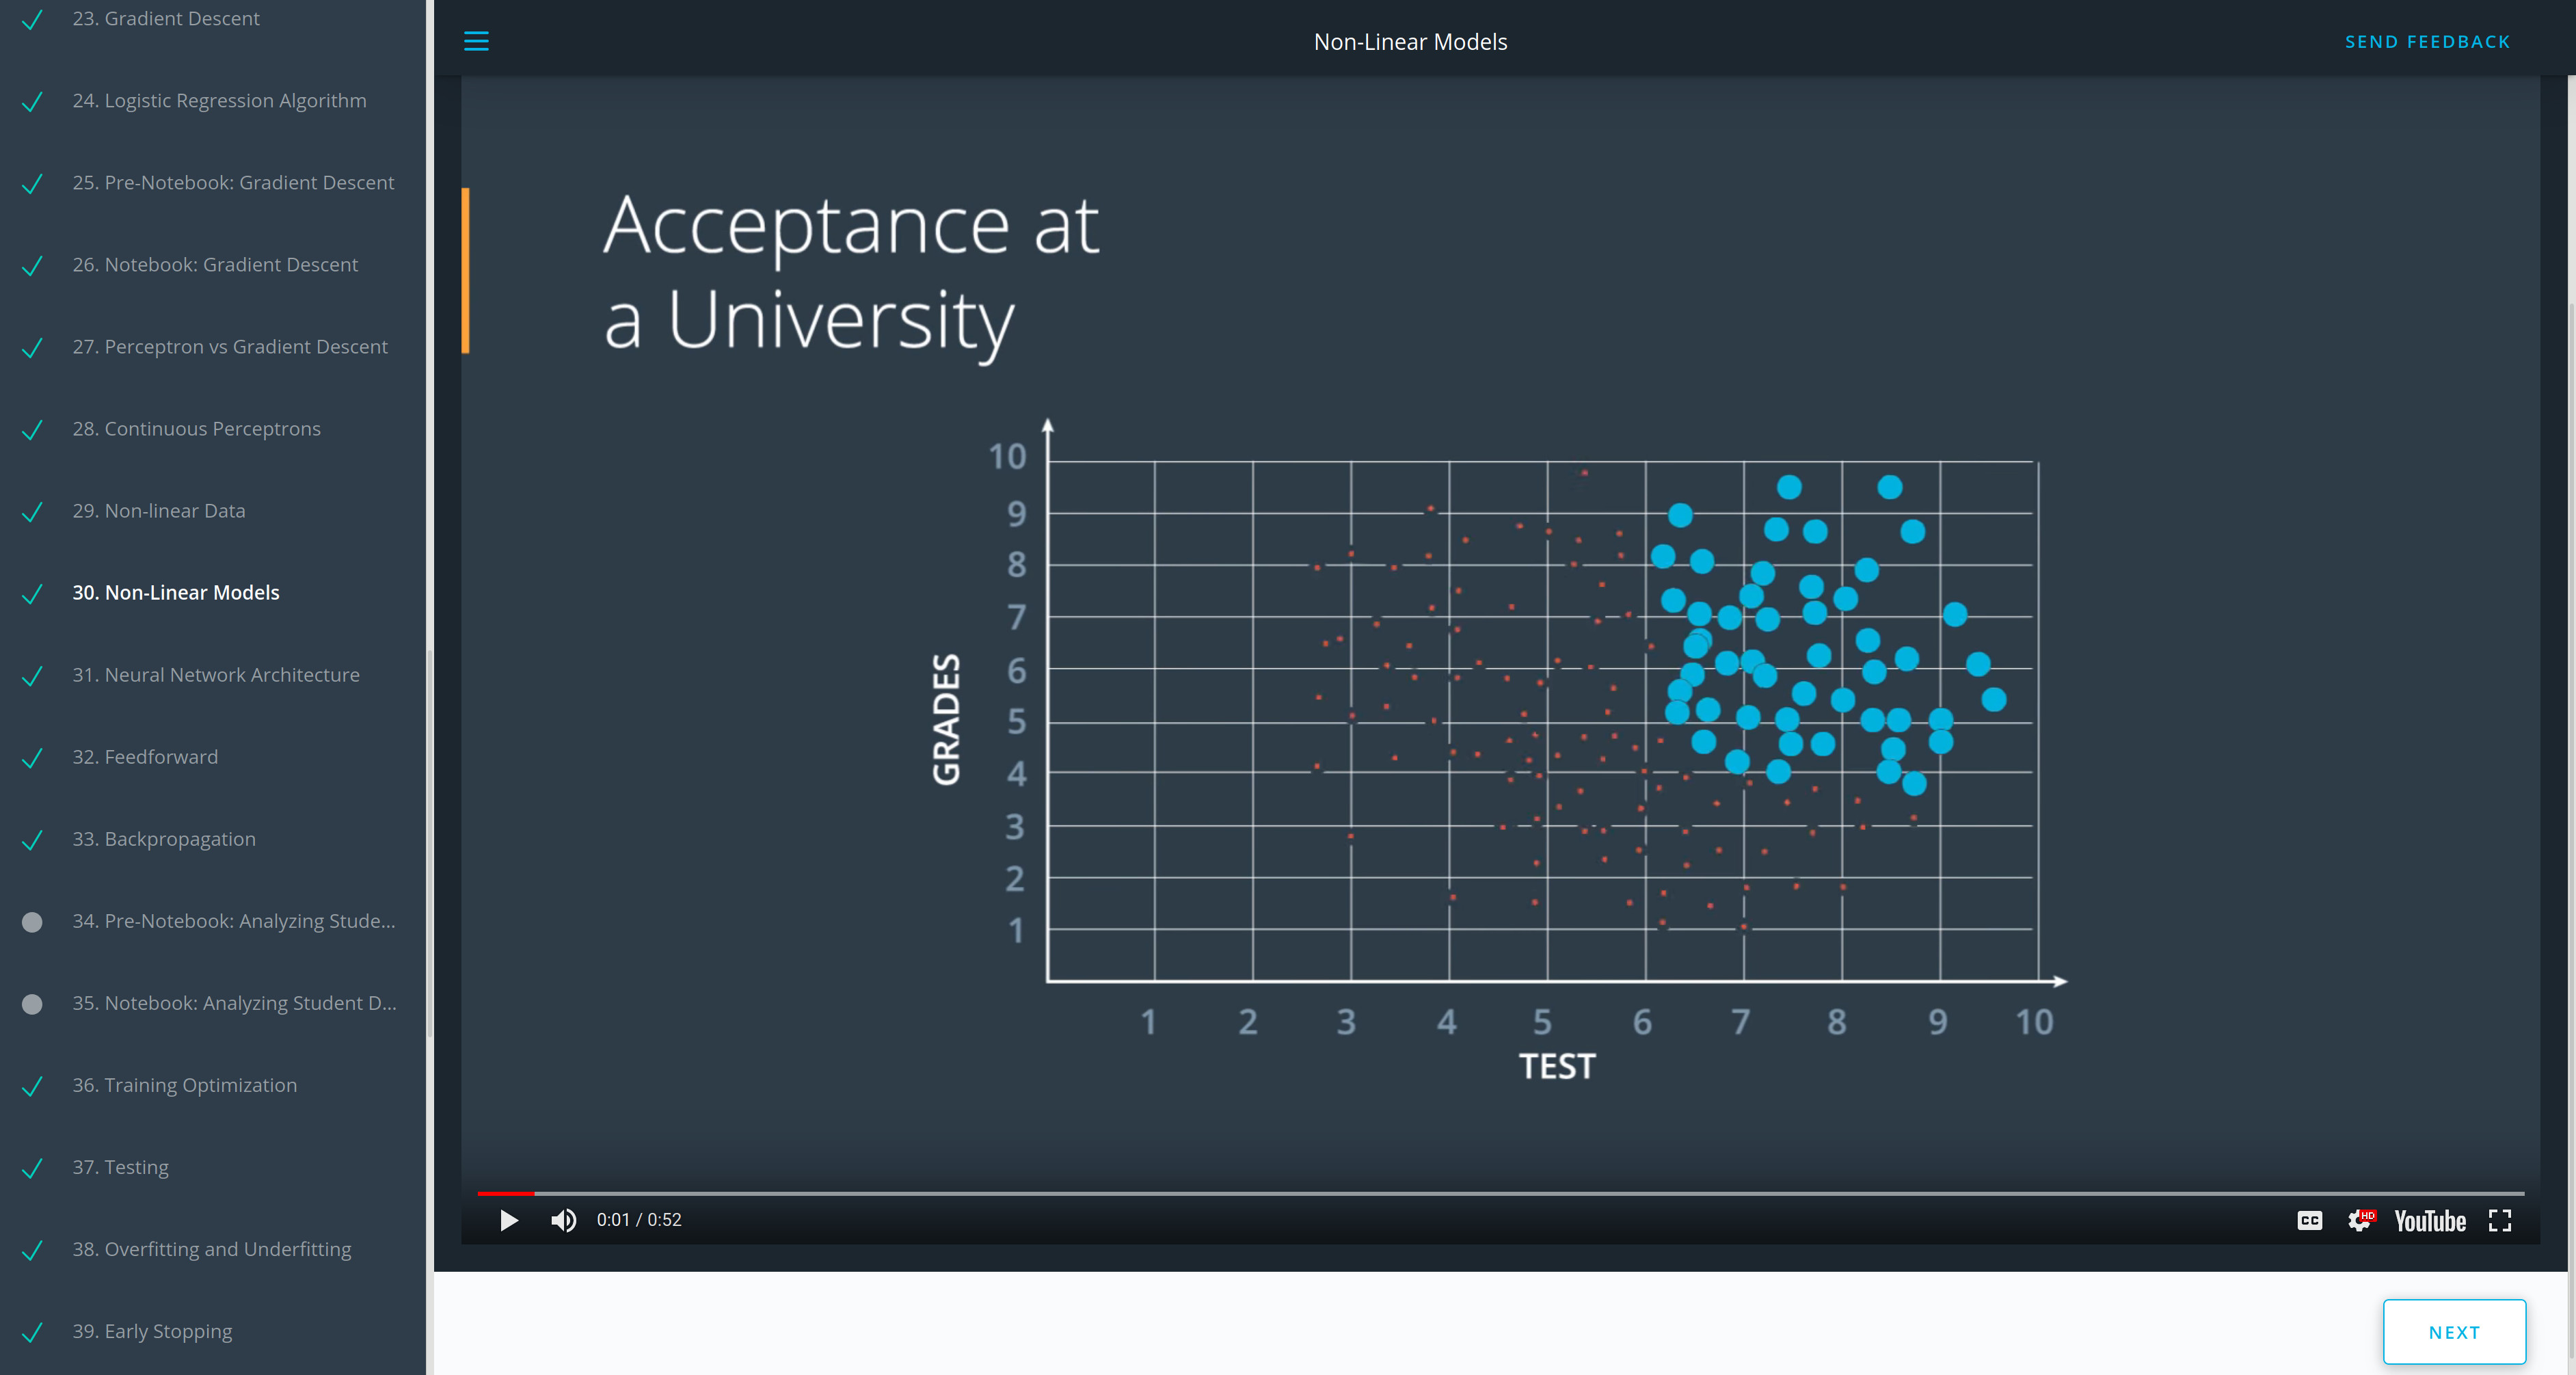 23. Gradient Descent
24. Logistic Regression Algorithm
25. Pre-Notebook: Gradient Descent
26. Notebook: Gradient Descent
27. Perceptron vs Gradient Descent
28. Continuous Perceptrons
29. Non-linear Data
30. Non-Linear Models
31. Neural Network Architecture
32. Feedforward
33. Backpropagation
34. Pre-Notebook: Analyzing Stude...
35. Notebook: Analyzing Student D...
36. Training Optimization
37. Testing
38. Overfitting and Underfitting
39. Early Stopping
Non-Linear Models
SEND FEEDBACK
Acceptance at
a University
GRADES
10
9
8
7
6
5
4
3
2
1
1 2 3 4 5 6 7 8 9 10
TEST
0:01 / 0:52
CC
HD
YouTube
NEXT